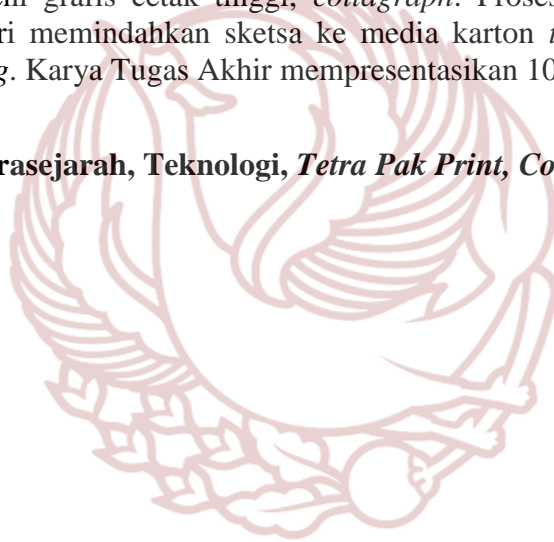 grafis cetak tinggi, collagraph. Proses
ri memindahkan sketsa ke media karton
. Karya Tugas Akhir mempresentasikan 10
rasejarah, Teknologi, Tetra Pak Print, Co